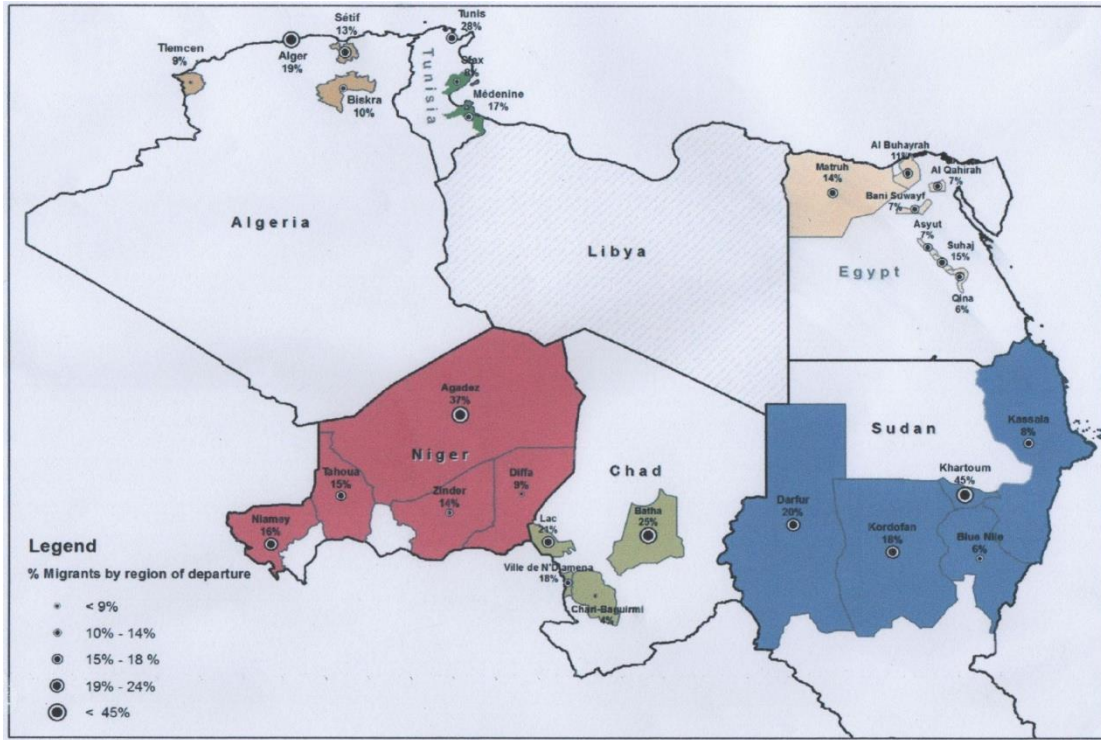 Tunis
28%
Sétif
13%
Tlemcen
9%
Alger
19%
Sfax
8%
Médenine
17%
Biskra
10%
Tunisia
Al Buhayrah
11%
Matruh
14%
Al Qahirah
7%
Bani Suwayf
7%
Asyut
7%
Suhaj
15%
Qina
6%
Algeria
Libya
Egypt
Agadez
37%
Niger
Tahoua
15%
Zinder
14%
Diffa
9%
Niamey
16%
Chad
Lac
21%
Batha
25%
Ville de N'Djamena
18%
Chari-Baguirmi
4%
Sudan
Kassala
8%
Khartoum
45%
Darfur
20%
Kordofan
18%
Blue Nile
6%
Legend
% Migrants by region of departure
< 9%
10% - 14%
15% - 18 %
19% - 24%
< 45%